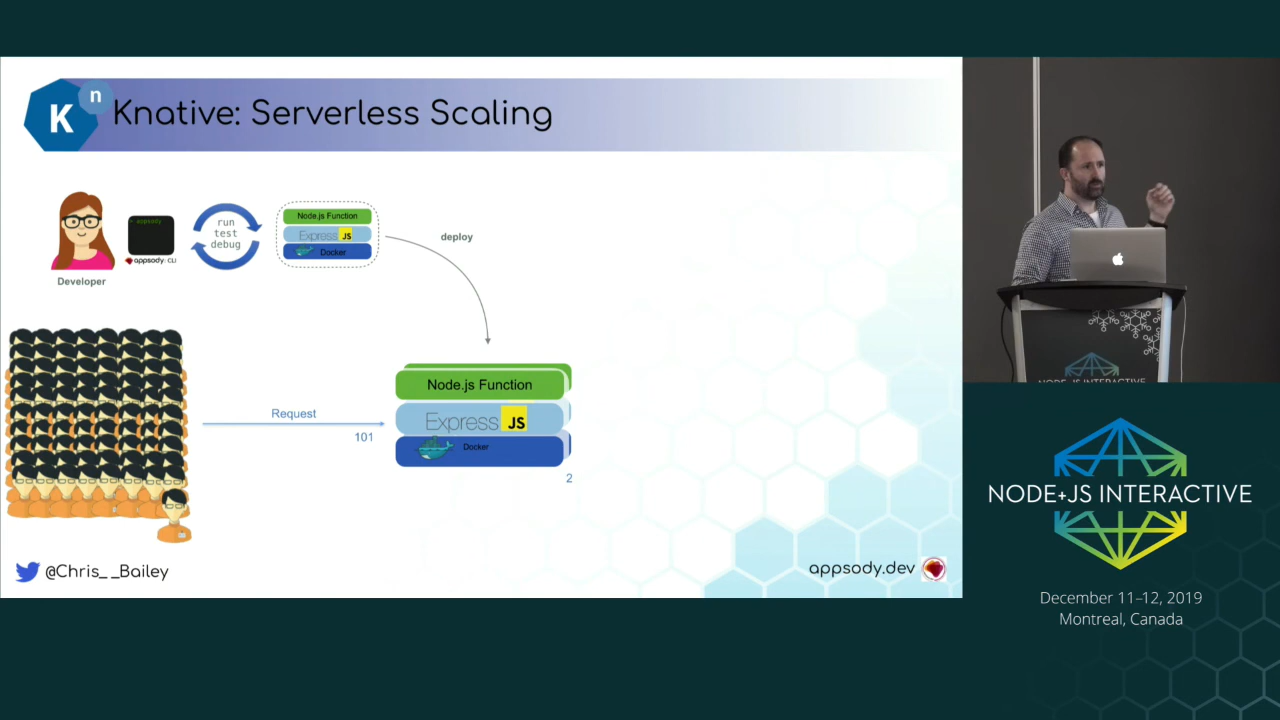 K
n
Knative: Serverless Scaling
appsody
appsody: CLI
run
test
debug
Node.js Function
Express JS
Docker
deploy
Developer
Request
101
Node.js Function
Express JS
Docker
2
@Chris__Bailey
appsody.dev
NODE+JS INTERACTIVE
NODE+JS INTERACTIVE
December 11–12, 2019
Montreal, Canada